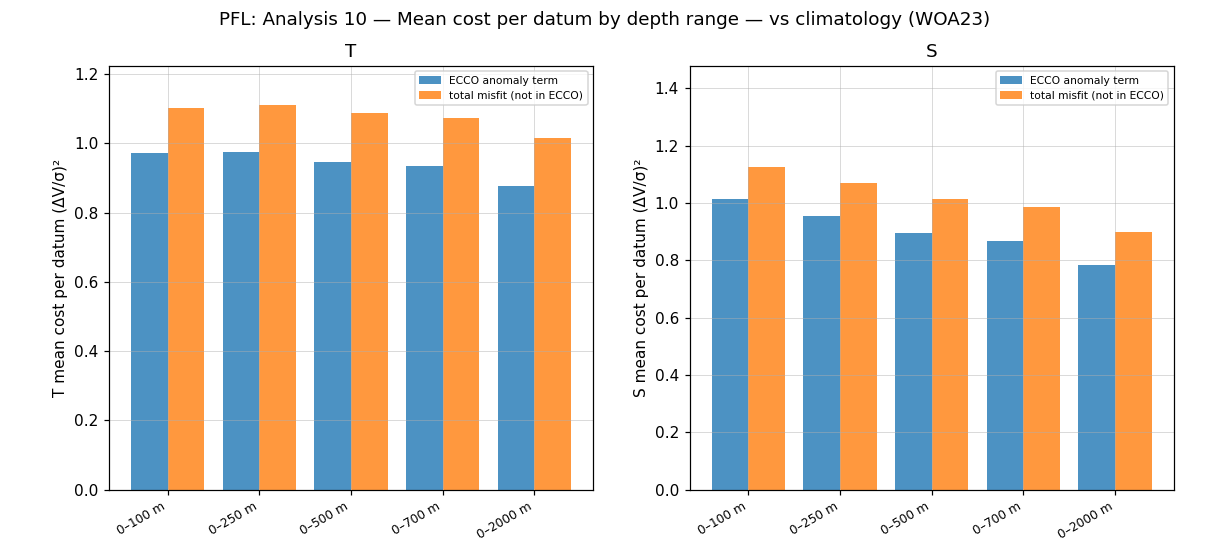 PFL: Analysis 10 — Mean cost per datum by depth range — vs climatology (WOA23)
T
T mean cost per datum (ΔV/σ)²
1.2
1.0
0.8
0.6
0.4
0.2
0.0
ECCO anomaly term
total misfit (not in ECCO)
0–100 m
0–250 m
0–500 m
0–700 m
0–2000 m
S
S mean cost per datum (ΔV/σ)²
1.4
1.2
1.0
0.8
0.6
0.4
0.2
0.0
ECCO anomaly term
total misfit (not in ECCO)
0–100 m
0–250 m
0–500 m
0–700 m
0–2000 m